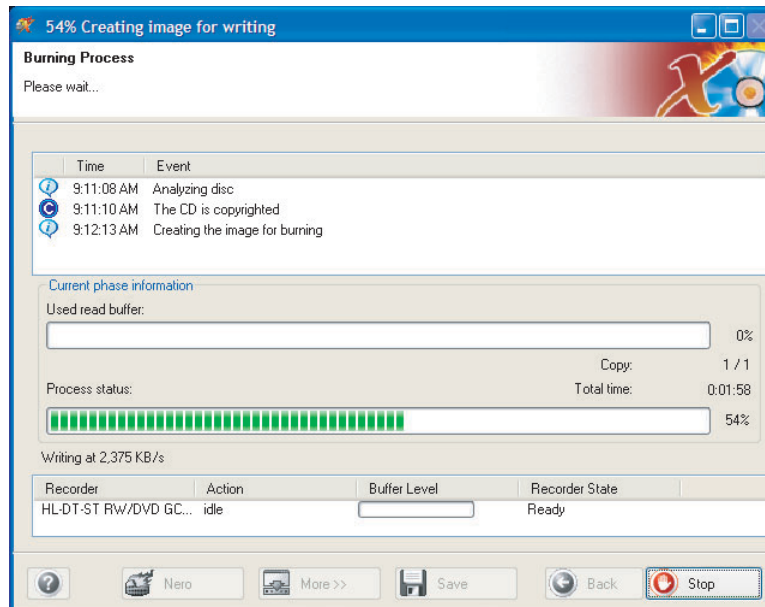 54% Creating image for writing
Burning Process
Please wait...
Time Event
9:11:08 AM Analyzing disc
9:11:10 AM The CD is copyrighted
9:12:13 AM Creating the image for burning
Current phase information
Used read buffer:
0%
Copy: 1 / 1
Process status: Total time: 0:01:58
54%
Writing at 2,375 KB/s
Recorder Action Buffer Level Recorder State
HL-DT-ST RW/DVD GC... idle Ready
Nero More >> Save Back Stop